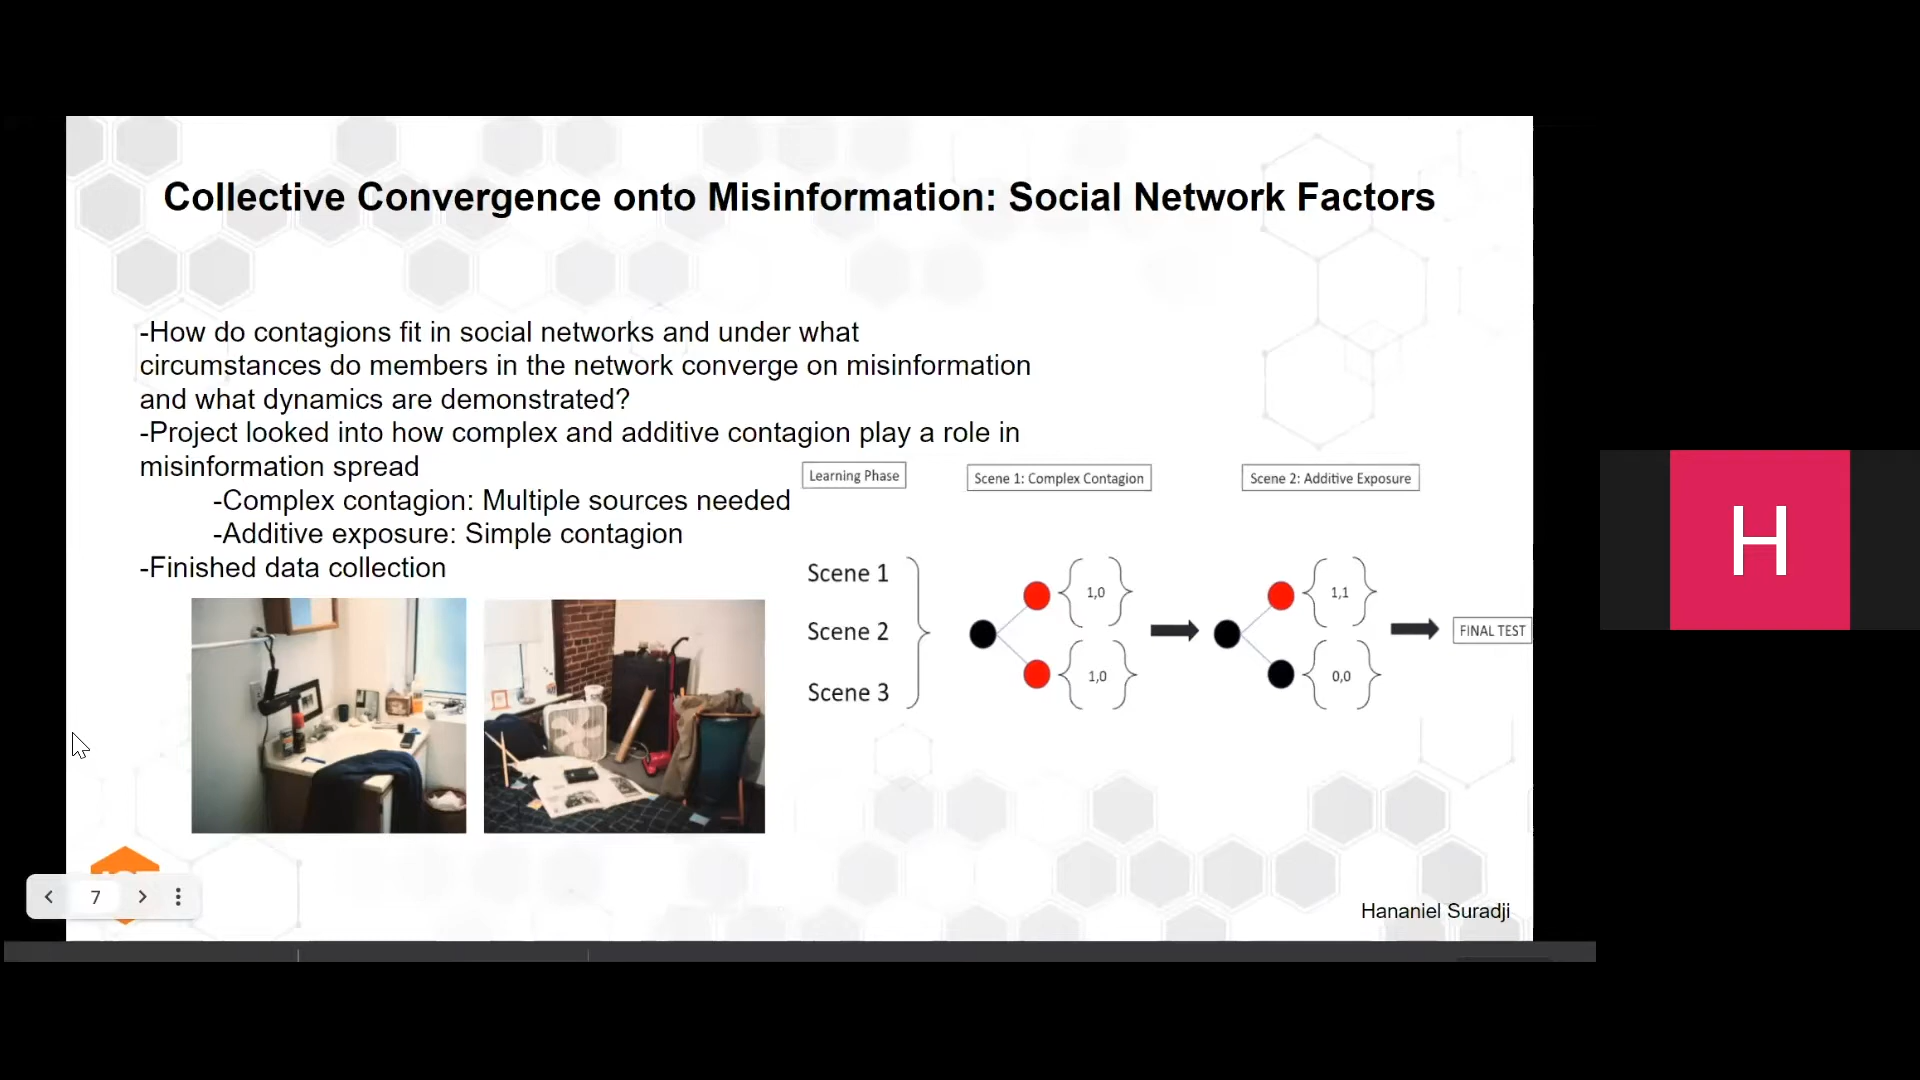 Collective Convergence onto Misinformation: Social Network Factors
-How do contagions fit in social networks and under what
circumstances do members in the network converge on misinformation
and what dynamics are demonstrated?
-Project looked into how complex and additive contagion play a role in
misinformation spread
-Complex contagion: Multiple sources needed
-Additive exposure: Simple contagion
-Finished data collection
Learning Phase
Scene 1: Complex Contagion
Scene 2: Additive Exposure
Scene 1
Scene 2
Scene 3
1,0
1,0
1,1
0,0
FINAL TEST
H
7
Hananiel Suradji